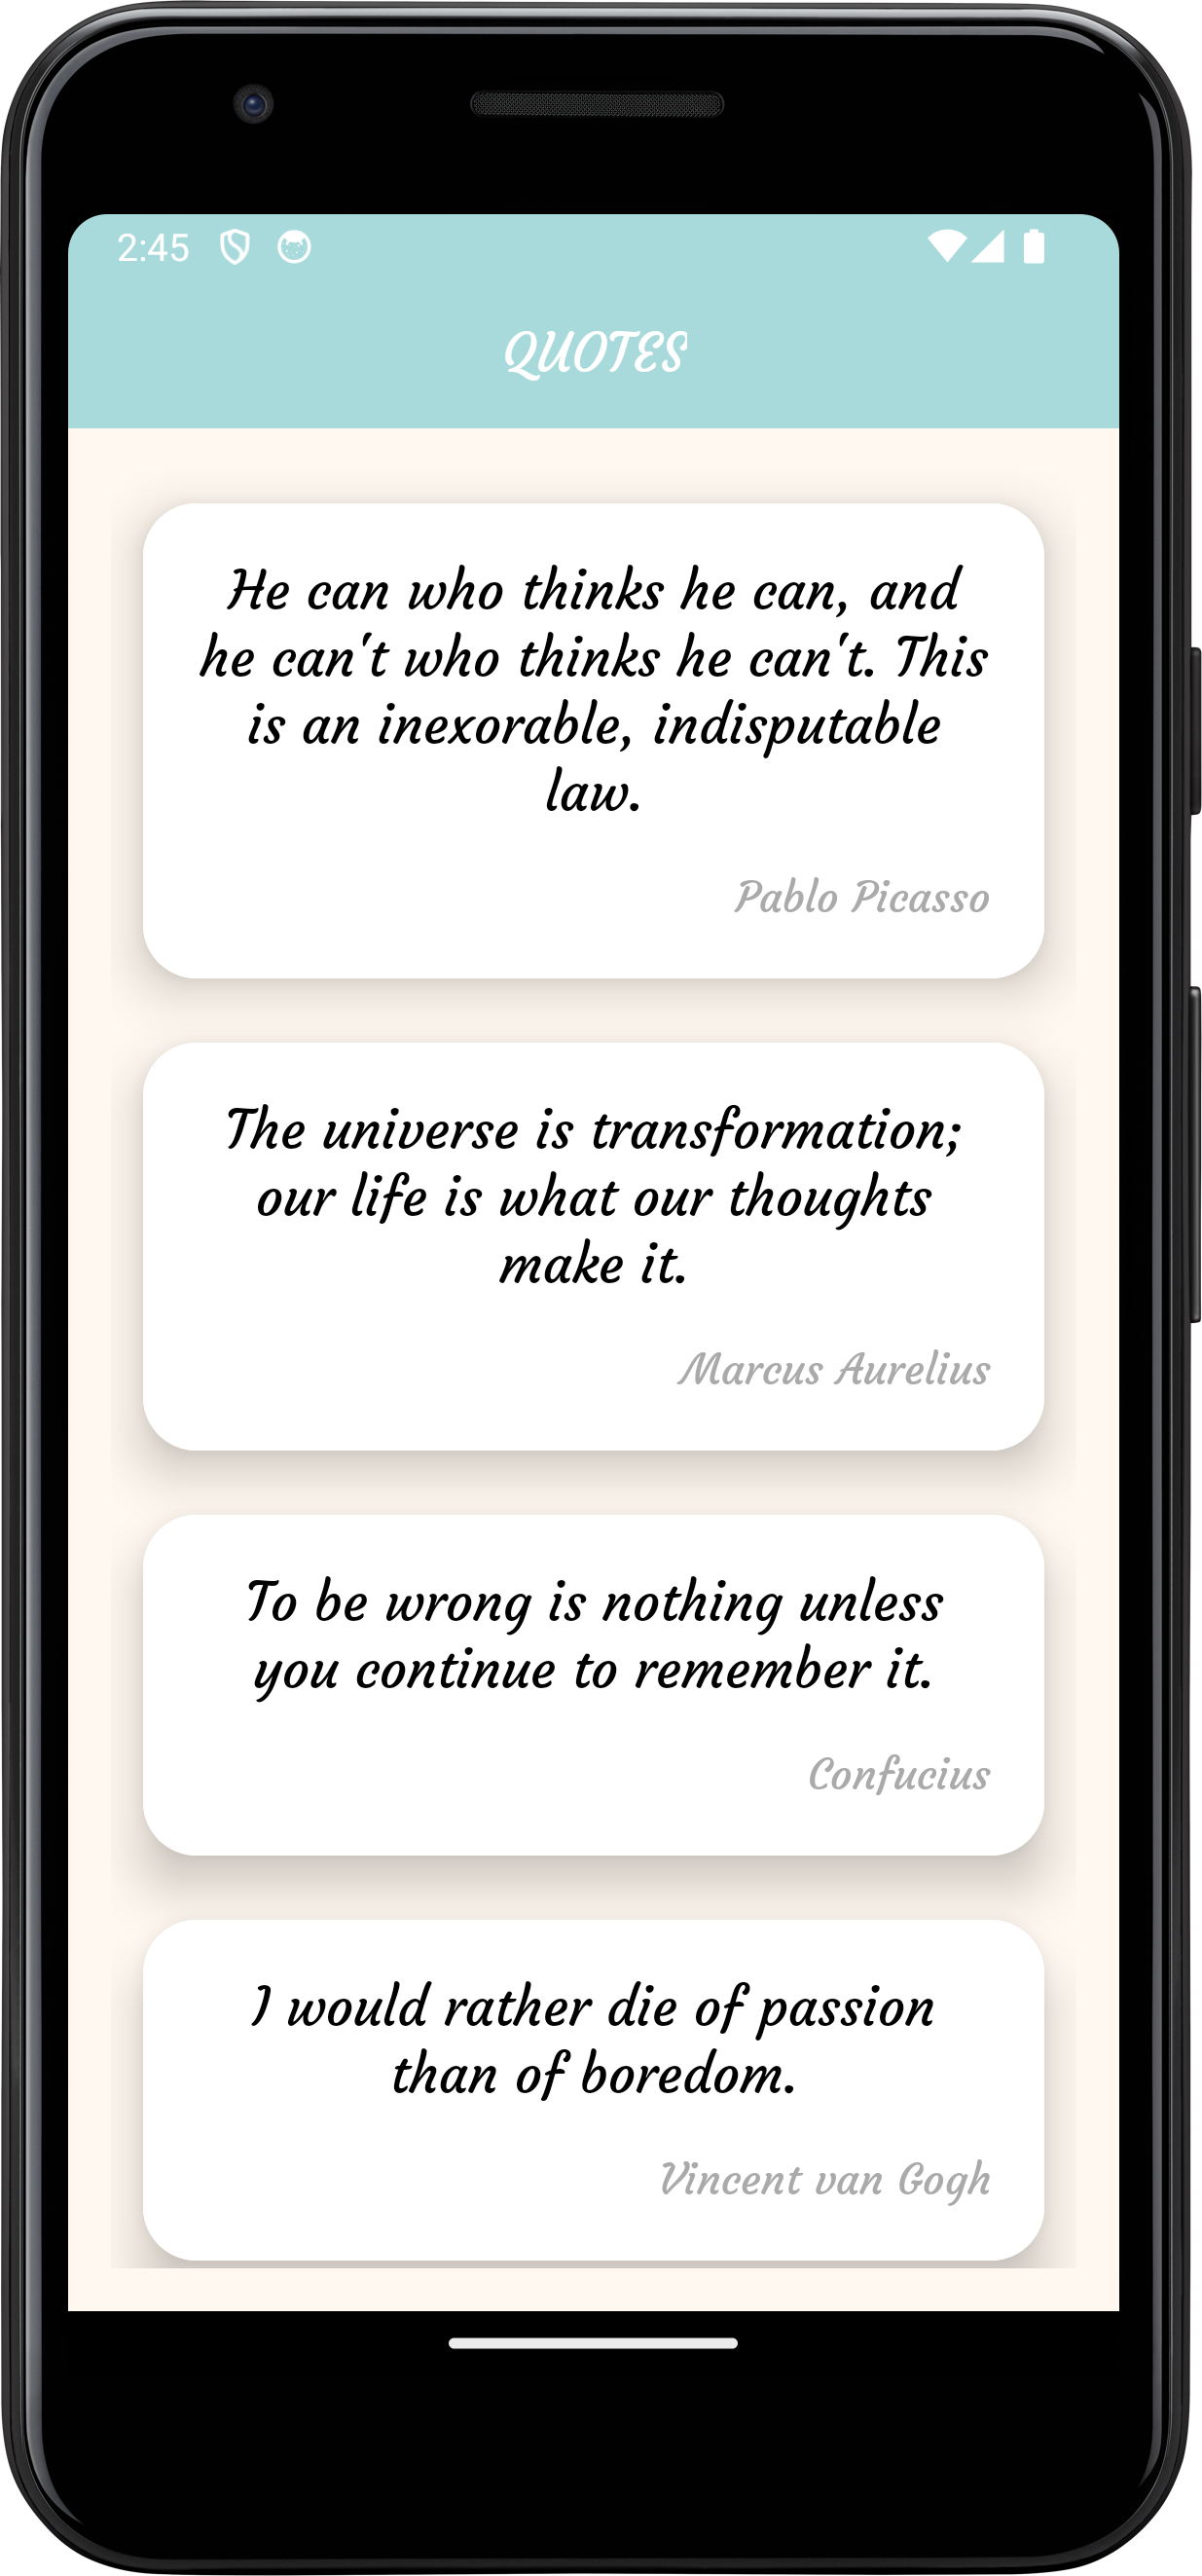 2:45
QUOTES
He can who thinks he can, and
he can't who thinks he can't. This
is an inexorable, indisputable
law.
Pablo Picasso
The universe is transformation;
our life is what our thoughts
make it.
Marcus Aurelius
To be wrong is nothing unless
you continue to remember it.
Confucius
I would rather die of passion
than of boredom.
Vincent van Gogh